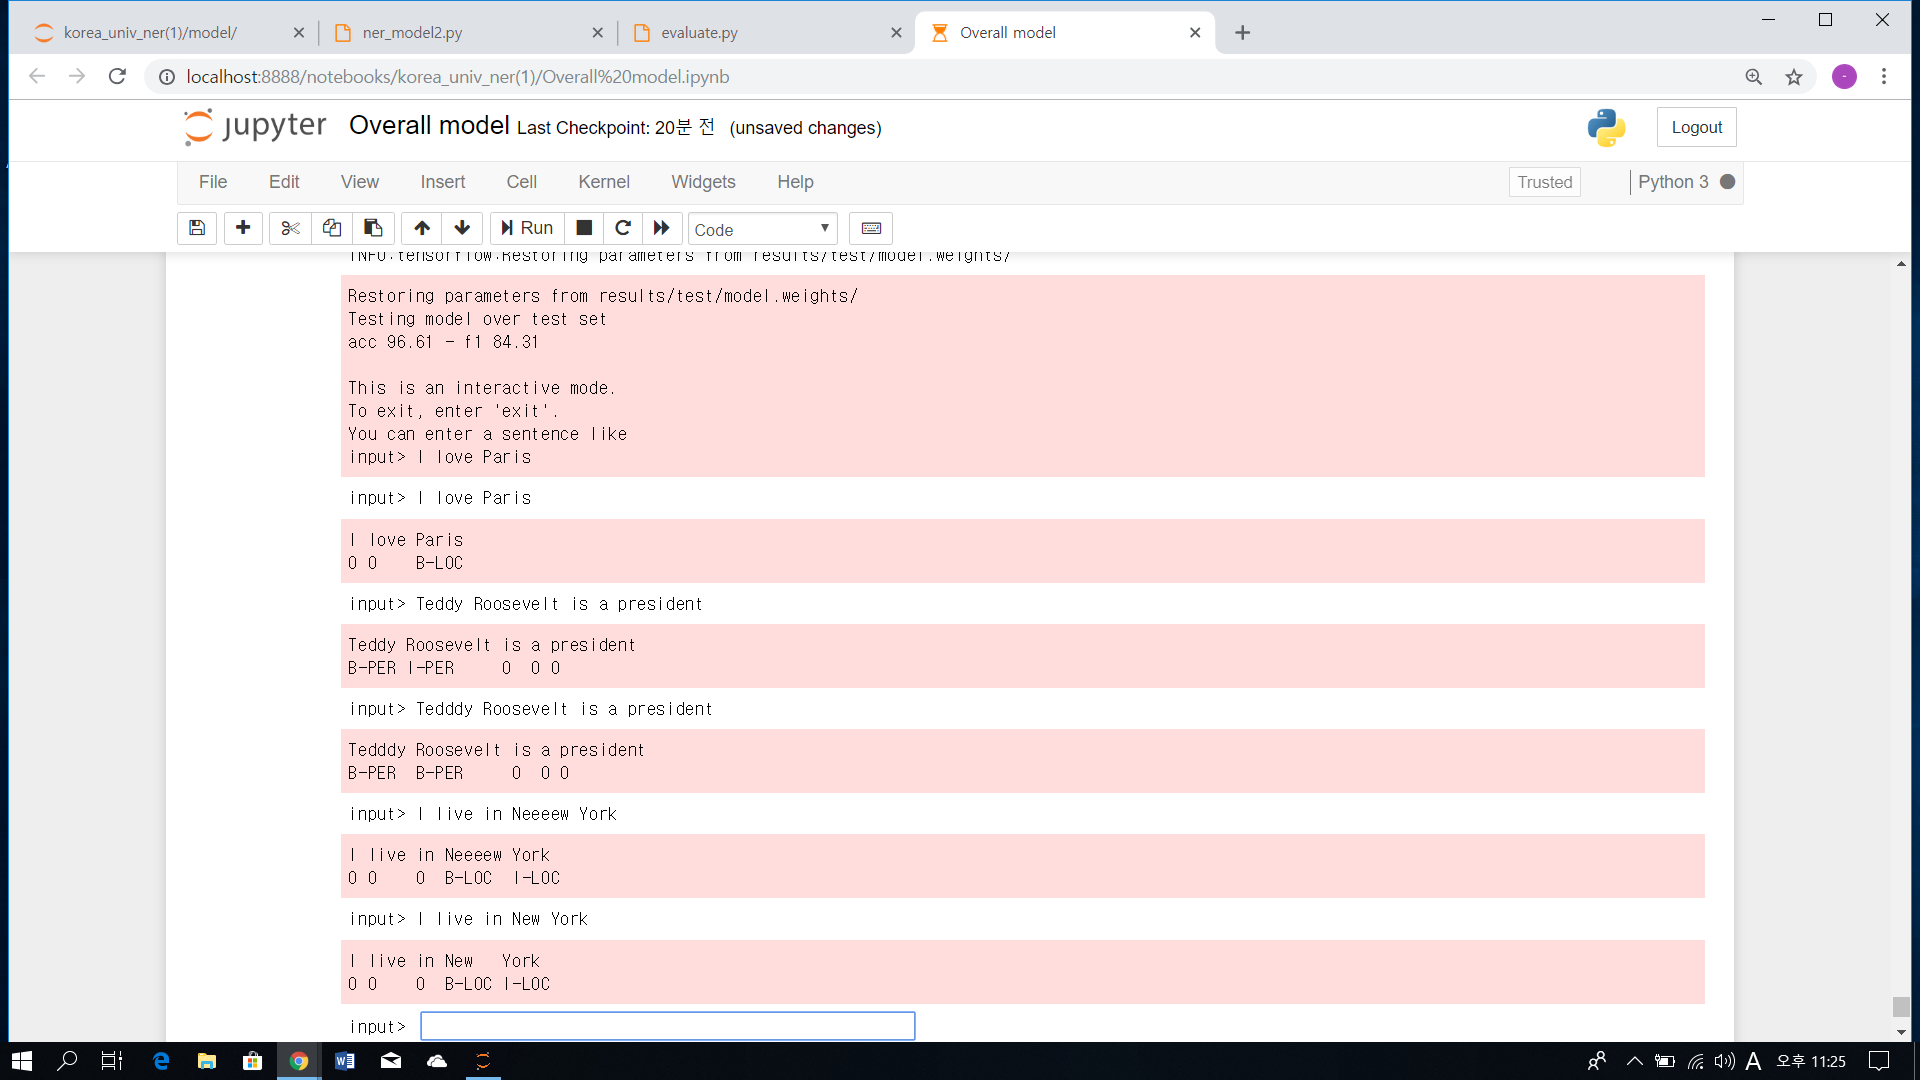 korea_univ_ner(1)/model/
ner_model2.py
evaluate.py
Overall model
localhost:8888/notebooks/korea_univ_ner(1)/Overall%20model.ipynb
jupyter Overall model Last Checkpoint: 20분 전 (unsaved changes)
Logout
File Edit View Insert Cell Kernel Widgets Help
Trusted
Python 3
Run
Code
INFO:tensorflow:Restoring parameters from results/test/model.weights/
Restoring parameters from results/test/model.weights/
Testing model over test set
acc 96.61 - f1 84.31
This is an interactive mode.
To exit, enter 'exit'.
You can enter a sentence like
input> I love Paris
input> I love Paris
I love Paris
O O    B-LOC
input> Teddy Roosevelt is a president
Teddy Roosevelt is a president
B-PER I-PER     O  O O
input> Tedddy Roosevelt is a president
Tedddy Roosevelt is a president
B-PER  B-PER     O  O O
input> I live in Neeeew York
I live in Neeeew York
O O    O  B-LOC  I-LOC
input> I live in New York
I live in New   York
O O    O  B-LOC I-LOC
input>
A
오후 11:25